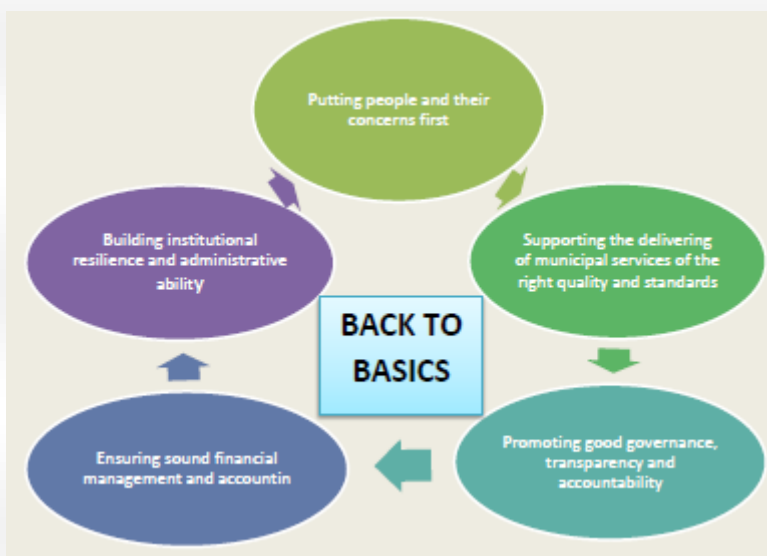 Putting people and their
concerns first
Supporting the delivering
of municipal services of the
right quality and standards
Promoting good governance,
transparency and
accountability
Ensuring sound financial
management and accountin
Building institutional
resilience and administrative
ability
BACK TO
BASICS